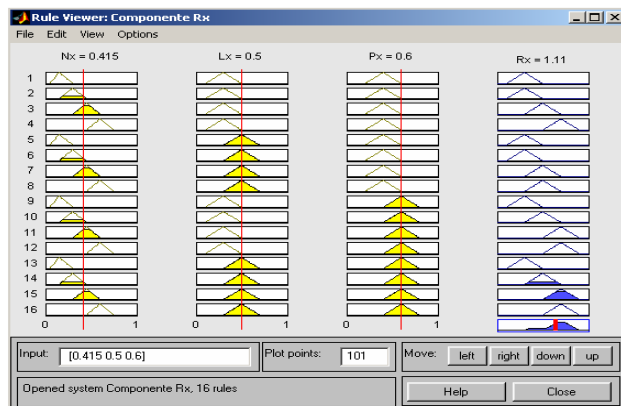 Rule Viewer: Componente Rx
File Edit View Options
Nx = 0.415 Lx = 0.5 Px = 0.6 Rx = 1.11
1
2
3
4
5
6
7
8
9
10
11
12
13
14
15
16
0 1 0 1 0 1
Input: [0.415 0.5 0.6] Plot points: 101 Move: left right down up
Opened system Componente Rx, 16 rules Help Close